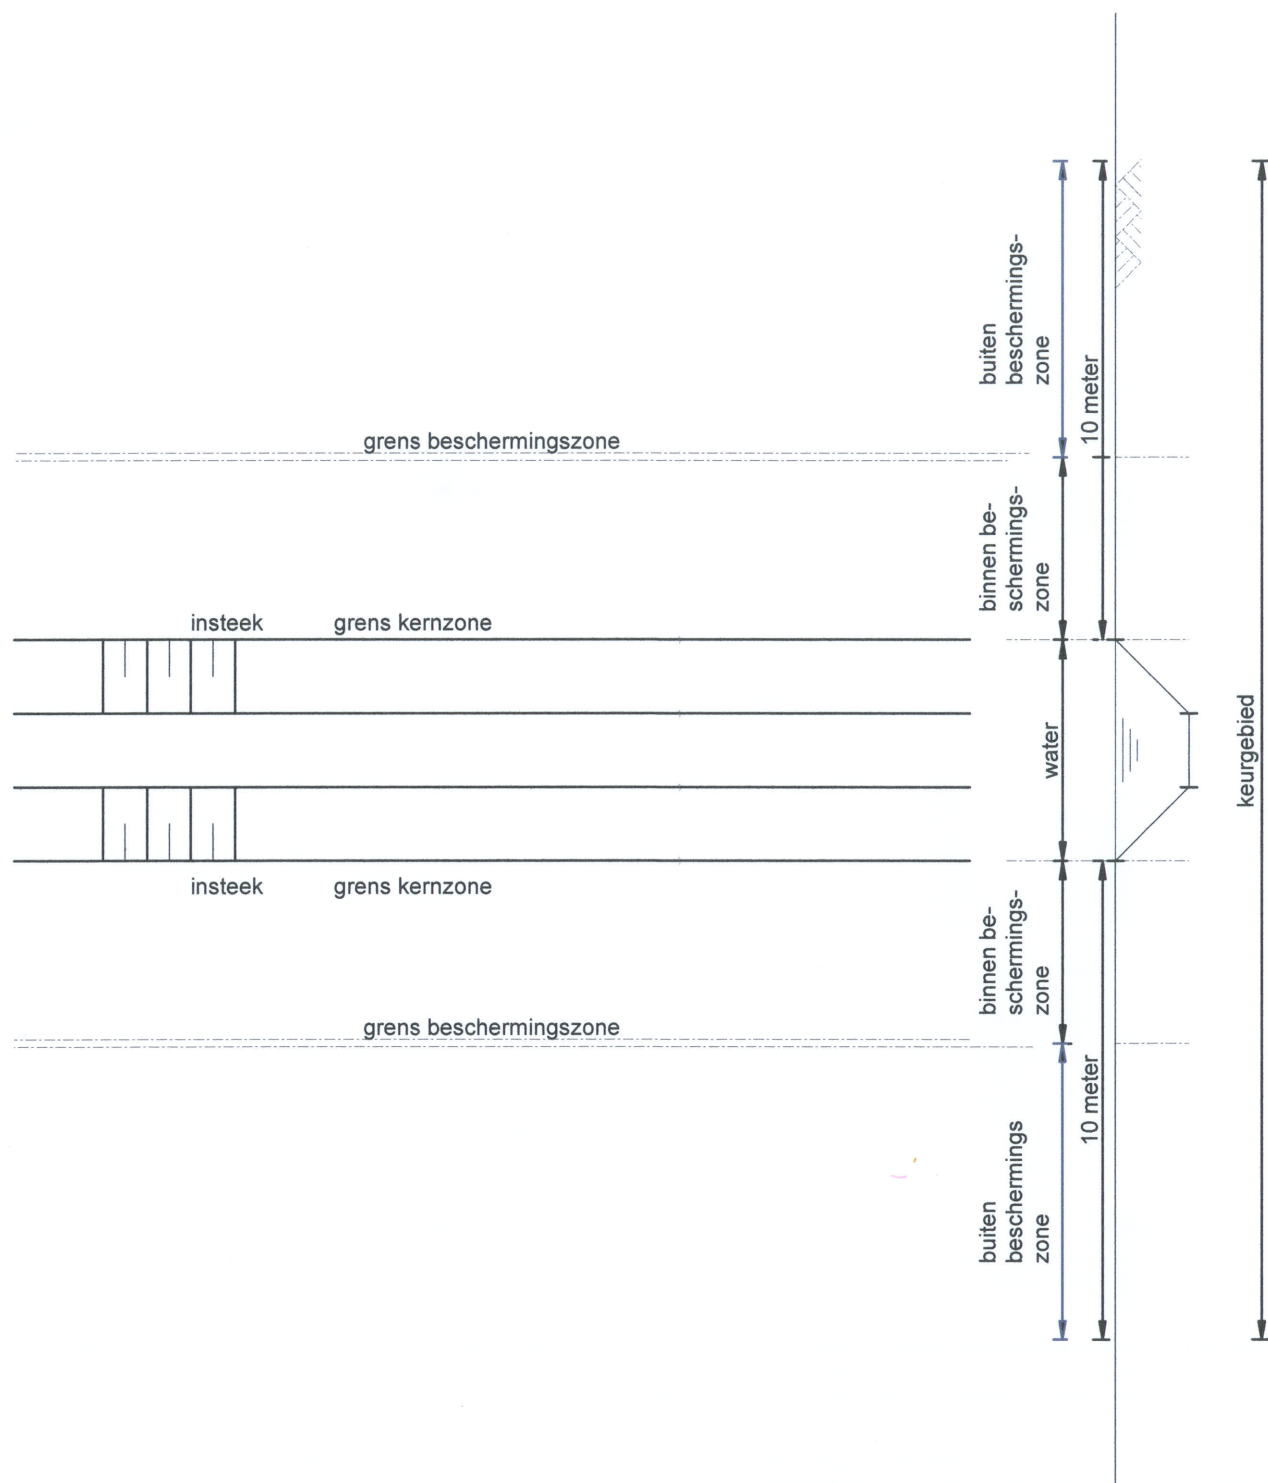 buiten
beschermings-
zone
10 meter
grens beschermingszone
binnen be-
schermings-
zone
insteek
grens kernzone
water
keurgebied
insteek
grens kernzone
binnen be-
schermings-
zone
grens beschermingszone
10 meter
buiten
beschermings
zone